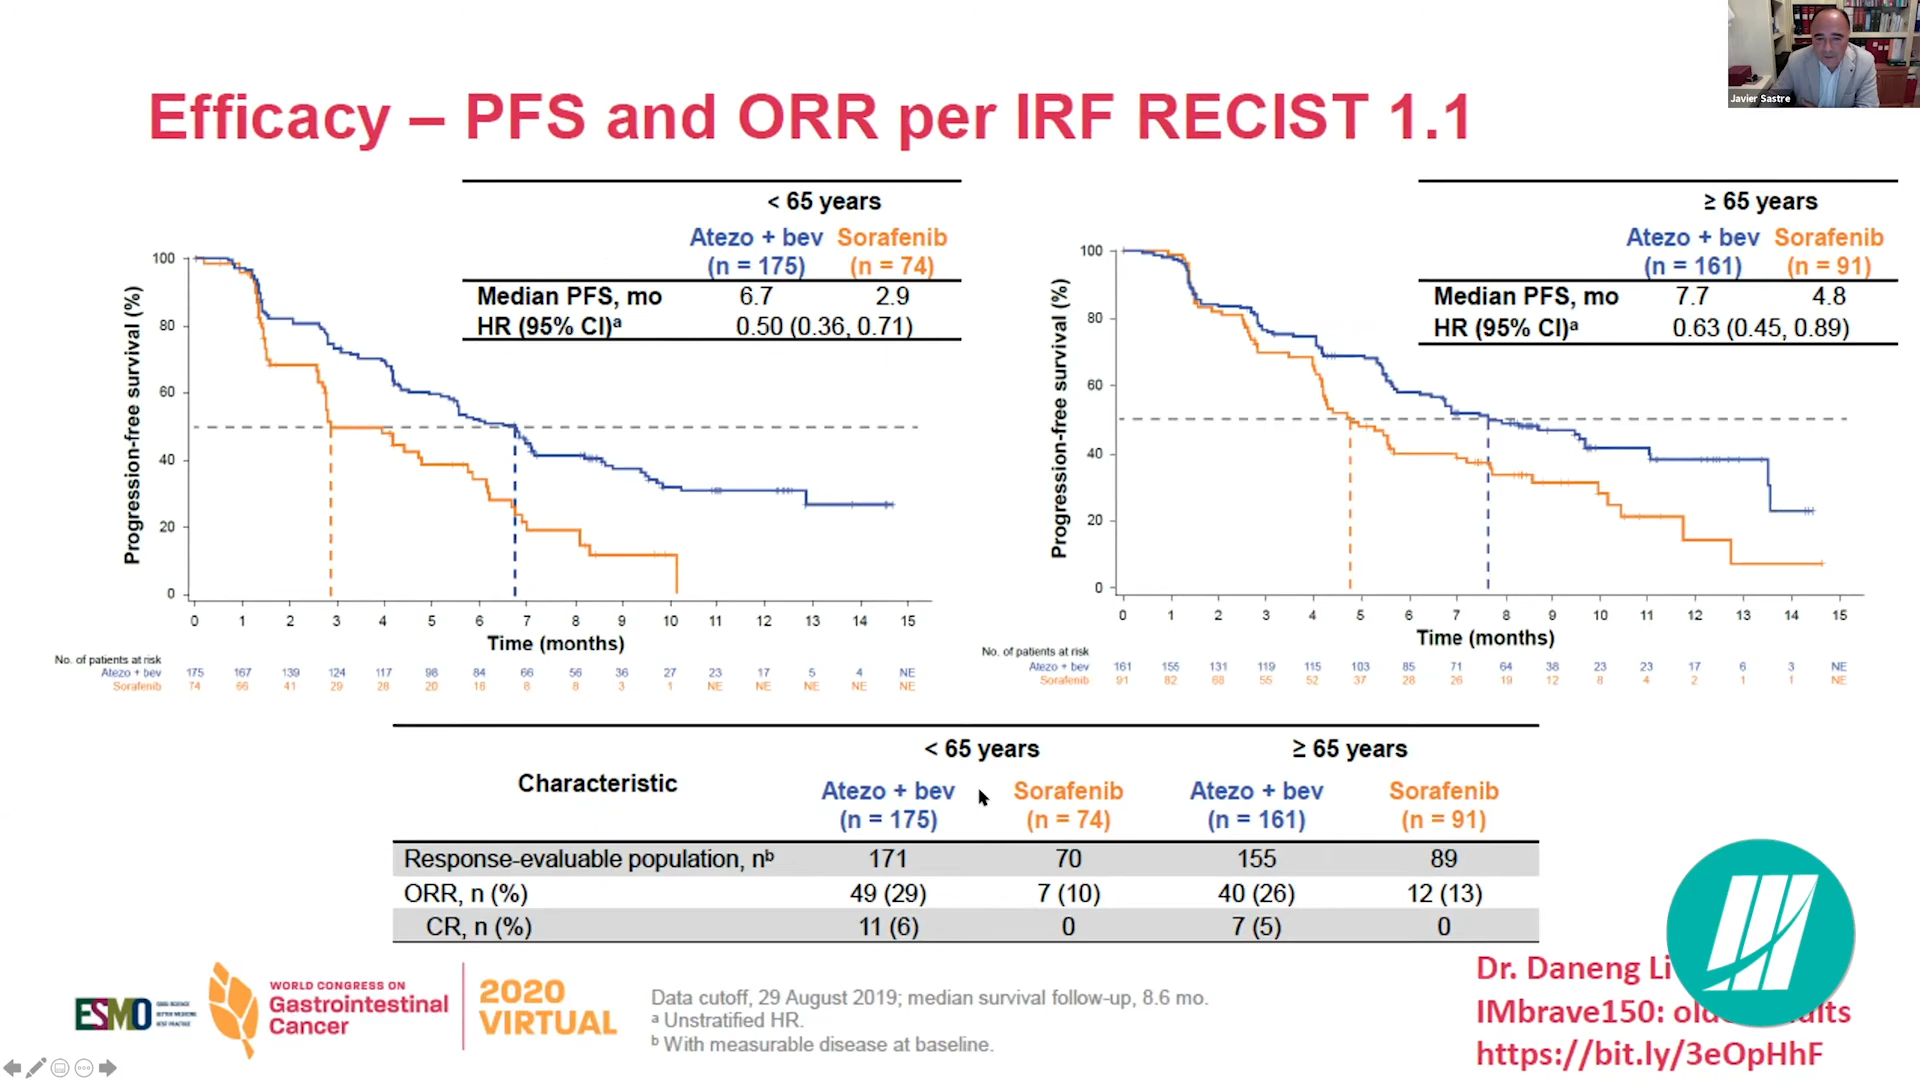 Javier Sastre
Efficacy – PFS and ORR per IRF RECIST 1.1
< 65 years
Atezo + bev Sorafenib
(n = 175) (n = 74)
Median PFS, mo 6.7 2.9
HR (95% CI)a 0.50 (0.36, 0.71)
Progression-free survival (%)
100
80
60
40
20
0
0 1 2 3 4 5 6 7 8 9 10 11 12 13 14 15
Time (months)
No. of patients at risk
Atezo + bev 175 167 139 124 117 98 84 66 56 36 27 23 17 5 4 NE
Sorafenib 74 66 41 29 28 20 16 8 8 3 1 NE NE NE NE NE
≥ 65 years
Atezo + bev Sorafenib
(n = 161) (n = 91)
Median PFS, mo 7.7 4.8
HR (95% CI)a 0.63 (0.45, 0.89)
Progression-free survival (%)
100
80
60
40
20
0
0 1 2 3 4 5 6 7 8 9 10 11 12 13 14 15
Time (months)
No. of patients at risk
Atezo + bev 161 155 131 119 115 103 85 71 64 38 23 23 17 6 3 NE
Sorafenib 91 82 68 55 52 37 28 26 19 12 8 4 2 1 1 NE
< 65 years ≥ 65 years
Characteristic
Atezo + bev Sorafenib Atezo + bev Sorafenib
(n = 175) (n = 74) (n = 161) (n = 91)
Response-evaluable population, nb 171 70 155 89
ORR, n (%) 49 (29) 7 (10) 40 (26) 12 (13)
CR, n (%) 11 (6) 0 7 (5) 0
ESMO
GOOD SCIENCE
BETTER MEDICINE
BEST PRACTICE
WORLD CONGRESS ON
Gastrointestinal
Cancer
2020
VIRTUAL
Data cutoff, 29 August 2019; median survival follow-up, 8.6 mo.
a Unstratified HR.
b With measurable disease at baseline.
Dr. Daneng Li
IMbrave150:
https://bit.ly/3eOpHhF